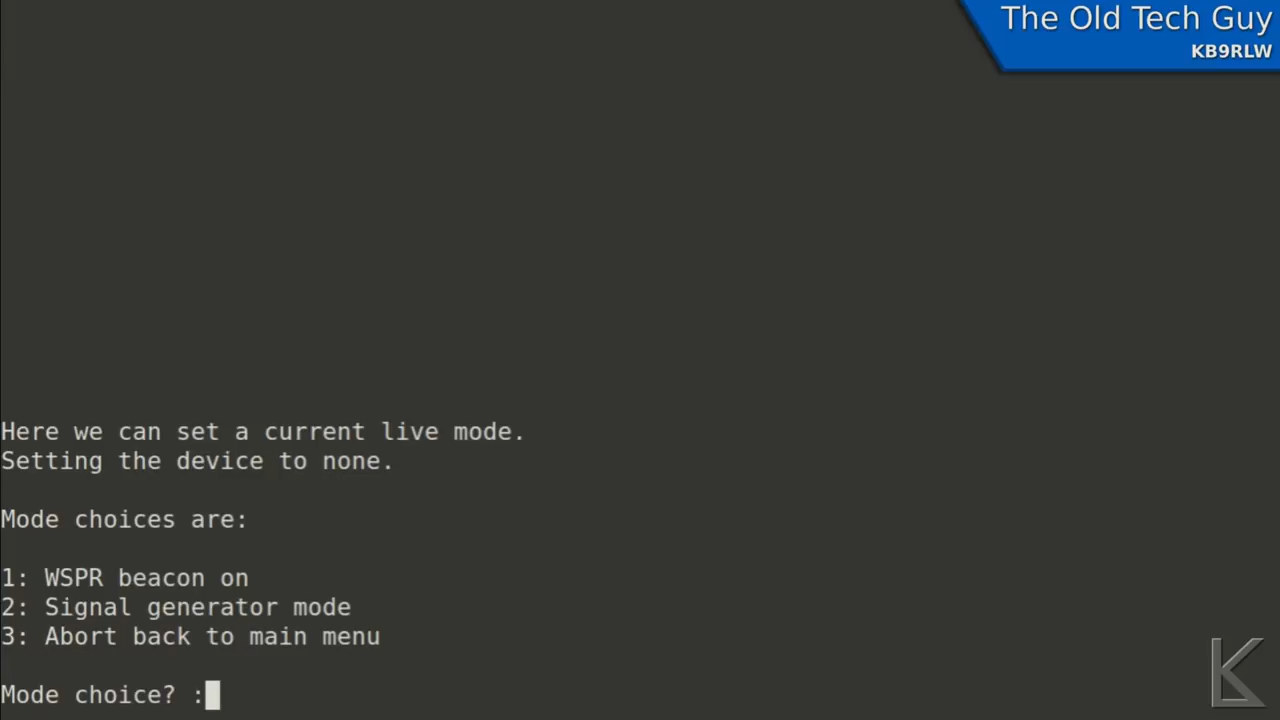 The Old Tech Guy
KB9RLW
Here we can set a current live mode.
Setting the device to none.
Mode choices are:
1: WSPR beacon on
2: Signal generator mode
3: Abort back to main menu
Mode choice? :
K